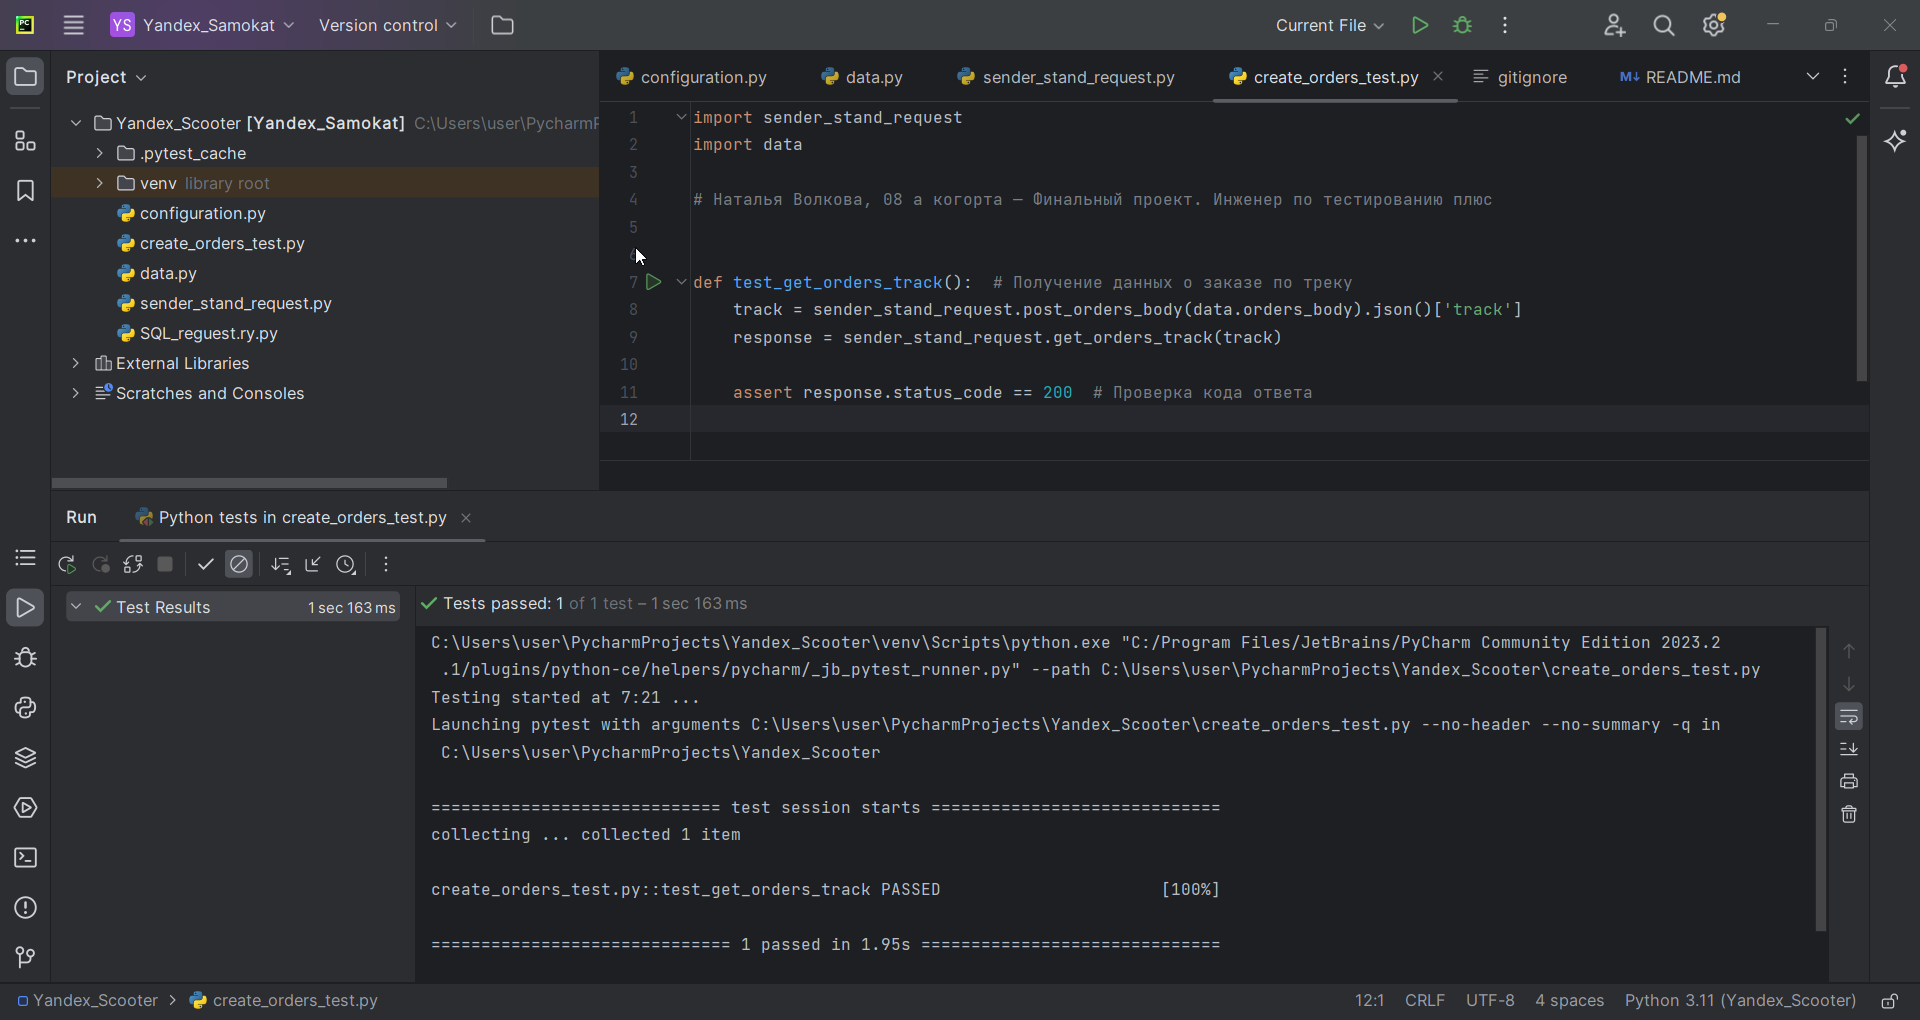 YS Yandex_Samokat Version control Current File
Project
configuration.py data.py sender_stand_request.py create_orders_test.py gitignore M↓ README.md
Yandex_Scooter [Yandex_Samokat] C:\Users\user\PycharmP
.pytest_cache
venv library root
configuration.py
create_orders_test.py
data.py
sender_stand_request.py
SQL_reguest.ry.py
External Libraries
Scratches and Consoles
1 import sender_stand_request
2 import data
3
4 # Наталья Волкова, 08 а когорта — Финальный проект. Инженер по тестированию плюс
5
7 def test_get_orders_track(): # Получение данных о заказе по треку
8 track = sender_stand_request.post_orders_body(data.orders_body).json()['track']
9 response = sender_stand_request.get_orders_track(track)
10
11 assert response.status_code == 200 # Проверка кода ответа
12
Run Python tests in create_orders_test.py
Test Results 1 sec 163 ms
Tests passed: 1 of 1 test – 1 sec 163 ms
C:\Users\user\PycharmProjects\Yandex_Scooter\venv\Scripts\python.exe "C:/Program Files/JetBrains/PyCharm Community Edition 2023.2
.1/plugins/python-ce/helpers/pycharm/_jb_pytest_runner.py" --path C:\Users\user\PycharmProjects\Yandex_Scooter\create_orders_test.py
Testing started at 7:21 ...
Launching pytest with arguments C:\Users\user\PycharmProjects\Yandex_Scooter\create_orders_test.py --no-header --no-summary -q in
C:\Users\user\PycharmProjects\Yandex_Scooter
============================= test session starts =============================
collecting ... collected 1 item
create_orders_test.py::test_get_orders_track PASSED [100%]
============================== 1 passed in 1.95s ==============================
Yandex_Scooter > create_orders_test.py
12:1 CRLF UTF-8 4 spaces Python 3.11 (Yandex_Scooter)